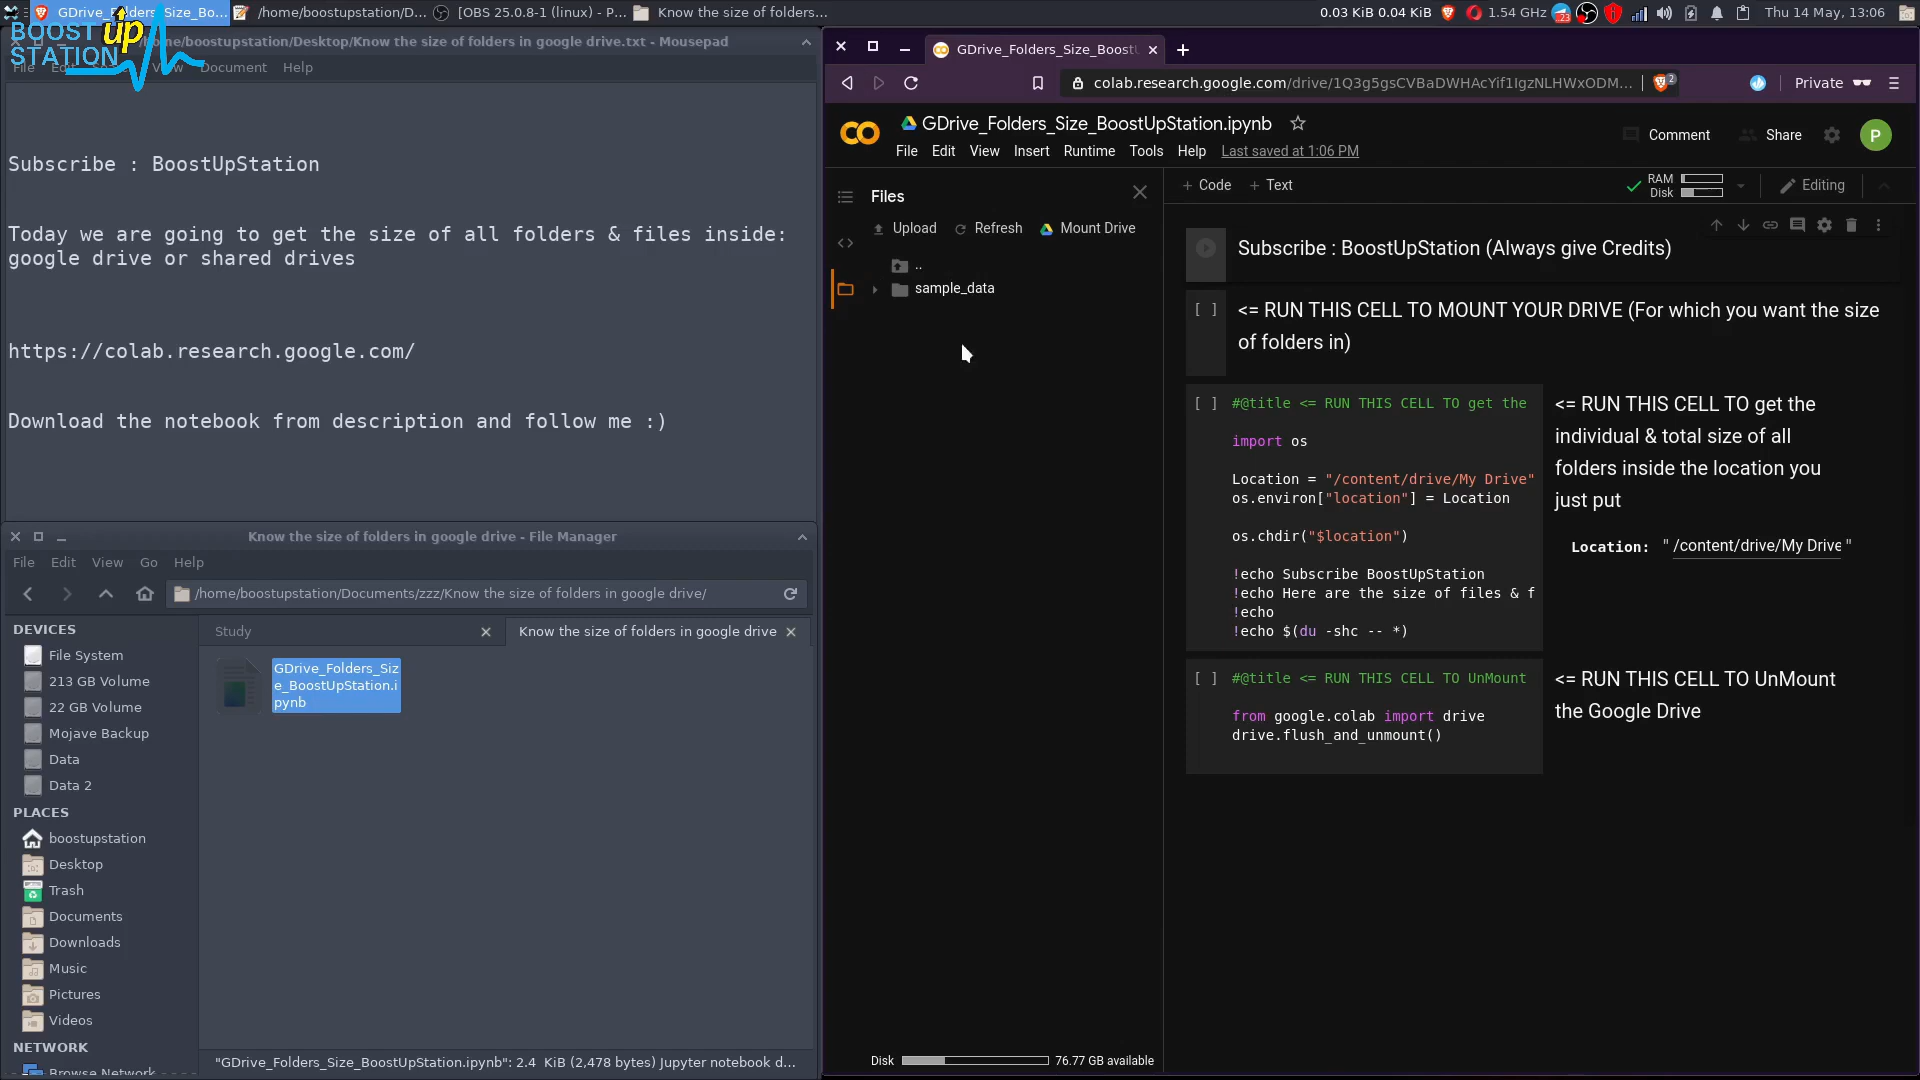 GDrive_Folders_Size_Bo...
/home/boostupstation/D...
[OBS 25.0.8-1 (linux) - P...
Know the size of folders...
0.03 KiB 0.04 KiB
1.54 GHz
23
Thu 14 May, 13:06
BOOST up STATION
/home/boostupstation/Desktop/Know the size of folders in google drive.txt - Mousepad
File Edit View Document Help
Subscribe : BoostUpStation
Today we are going to get the size of all folders & files inside:
google drive or shared drives
https://colab.research.google.com/
Download the notebook from description and follow me :)
Know the size of folders in google drive - File Manager
File Edit View Go Help
/home/boostupstation/Documents/zzz/Know the size of folders in google drive/
DEVICES
File System
213 GB Volume
22 GB Volume
Mojave Backup
Data
Data 2
PLACES
boostupstation
Desktop
Trash
Documents
Downloads
Music
Pictures
Videos
NETWORK
Browse Network
Study
Know the size of folders in google drive
GDrive_Folders_Siz
e_BoostUpStation.i
pynb
"GDrive_Folders_Size_BoostUpStation.ipynb": 2.4 KiB (2,478 bytes) Jupyter notebook d...
GDrive_Folders_Size_BoostU
colab.research.google.com/drive/1Q3g5gsCVBaDWHAcYif1IgzNLHWxODM...
2
Private
GDrive_Folders_Size_BoostUpStation.ipynb
File Edit View Insert Runtime Tools Help Last saved at 1:06 PM
Comment
Share
P
Files
Upload Refresh Mount Drive
..
sample_data
Disk 76.77 GB available
+ Code + Text
RAM
Disk
Editing
Subscribe : BoostUpStation (Always give Credits)
[ ] <= RUN THIS CELL TO MOUNT YOUR DRIVE (For which you want the size
of folders in)
[ ] #@title <= RUN THIS CELL TO get the
import os
Location = "/content/drive/My Drive"
os.environ["location"] = Location
os.chdir("$location")
!echo Subscribe BoostUpStation
!echo Here are the size of files & f
!echo
!echo $(du -shc -- *)
<= RUN THIS CELL TO get the
individual & total size of all
folders inside the location you
just put
Location: "/content/drive/My Drive"
[ ] #@title <= RUN THIS CELL TO UnMount
from google.colab import drive
drive.flush_and_unmount()
<= RUN THIS CELL TO UnMount
the Google Drive